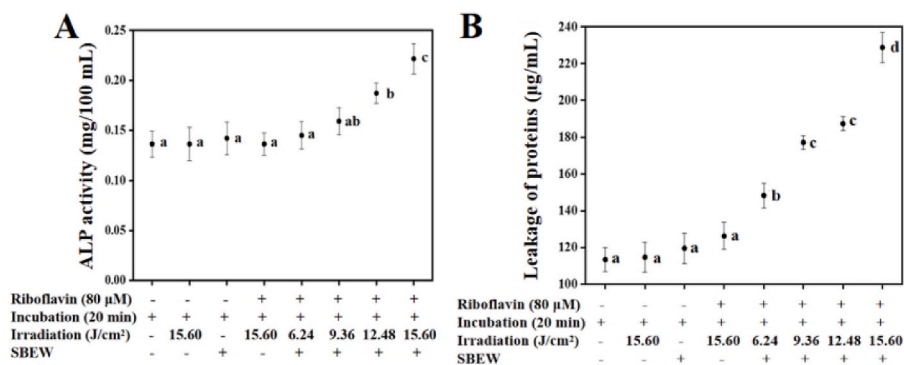 A
ALP activity (mg/100 mL)
0.25
0.20
0.15
0.10
0.05
0.00
a a a a a ab b c
Riboflavin (80 μM) - - - + + + + +
Incubation (20 min) + + + + + + + +
Irradiation (J/cm²) - 15.60 - 15.60 6.24 9.36 12.48 15.60
SBEW - - + - + + + +
B
Leakage of proteins (μg/mL)
240
220
200
180
160
140
120
100
a a a a b c c d
Riboflavin (80 μM) - - - + + + + +
Incubation (20 min) + + + + + + + +
Irradiation (J/cm²) - 15.60 - 15.60 6.24 9.36 12.48 15.60
SBEW - - + - + + + +